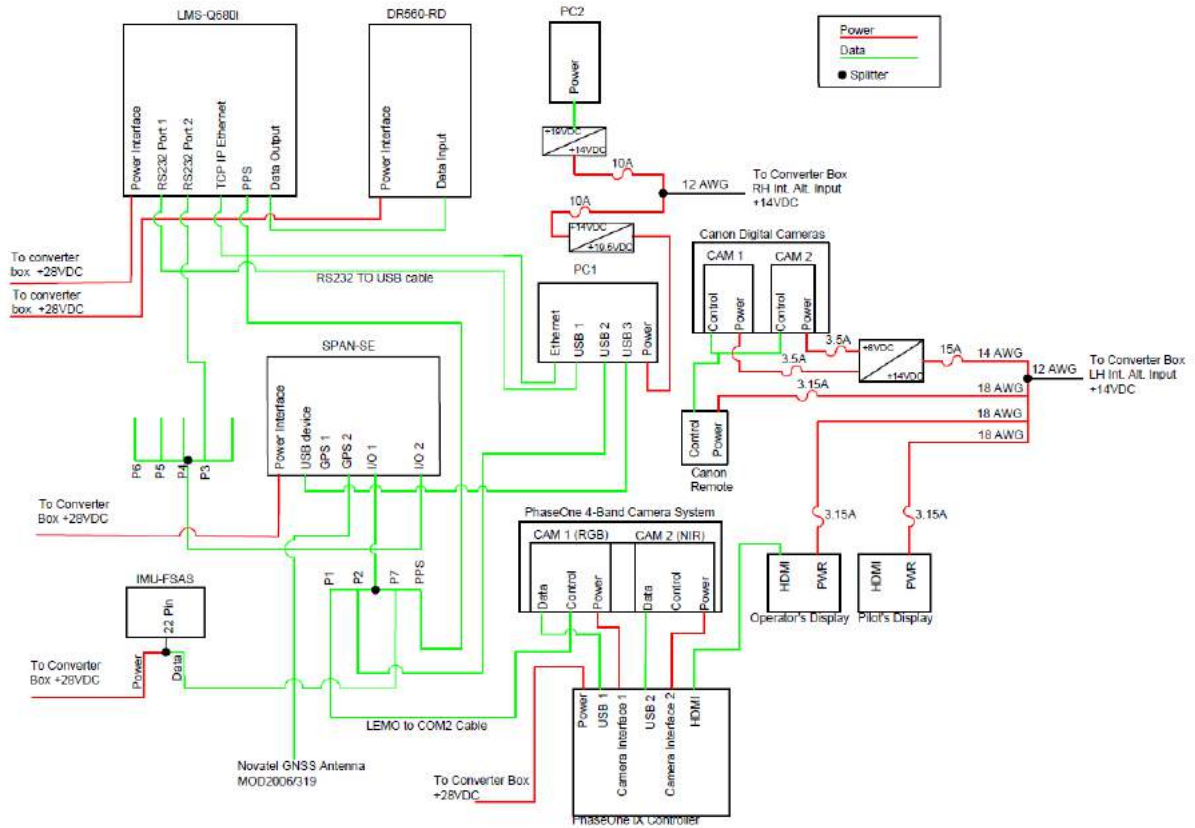 LMS-Q680I
DR560-RD
PC2
Power
Data
Splitter
Power Interface
RS232 Port 1
RS232 Port 2
TCP IP Ethernet
PPS
Data Output
Power Interface
Data Input
Power
+19VDC
+14VDC
10A
12 AWG
To Converter Box
RH Int. Alt. Input
+14VDC
10A
+14VDC
+19.5VDC
To converter
box +28VDC
To converter
box +28VDC
RS232 TO USB cable
PC1
Ethernet
USB 1
USB 2
USB 3
Power
Canon Digital Cameras
CAM 1
CAM 2
Control
Power
Control
Power
3.5A
3.5A
+8VDC
+14VDC
15A
14 AWG
12 AWG
To Converter Box
LH Int. Alt. Input
+14VDC
3.15A
18 AWG
18 AWG
18 AWG
Control
Power
Canon
Remote
SPAN-SE
Power Interface
USB device
GPS 1
GPS 2
I/O 1
I/O 2
P6
P5
P4
P3
To Converter
Box +28VDC
3.15A
3.15A
PhaseOne 4-Band Camera System
CAM 1 (RGB)
CAM 2 (NIR)
Data
Control
Power
Data
Control
Power
HDMI
PWR
Operator's Display
HDMI
PWR
Pilot's Display
P1
P2
P7
PPS
IMU-FSAS
22 Pin
Power
Data
To Converter
Box +28VDC
LEMO to COM2 Cable
Novatel GNSS Antenna
MOD2006/319
To Converter Box
+28VDC
Power
USB 1
Camera Interface 1
USB 2
Camera Interface 2
HDMI
PhaseOne IX Controller